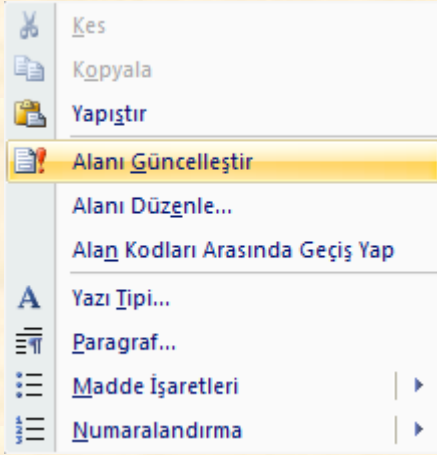 Kes
Kopyala
Yapıştır
Alanı Güncelleştir
Alanı Düzenle...
Alan Kodları Arasında Geçiş Yap
Yazı Tipi...
Paragraf...
Madde İşaretleri
Numaralandırma